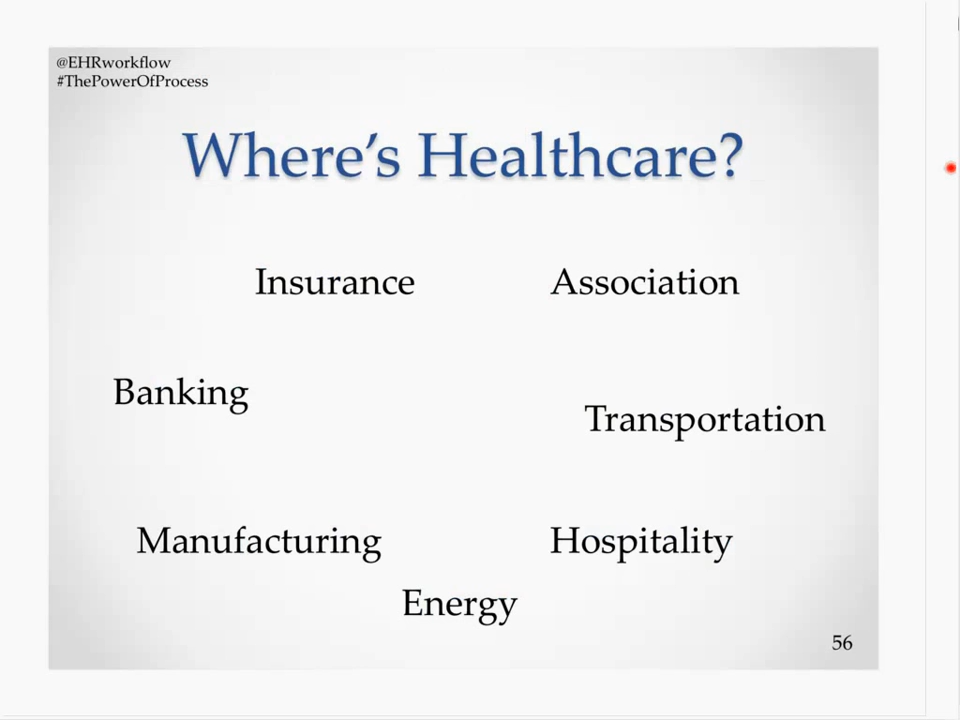 @EHRworkflow
#ThePowerOfProcess
Where’s Healthcare?
Insurance
Association
Banking
Transportation
Manufacturing
Hospitality
Energy
56